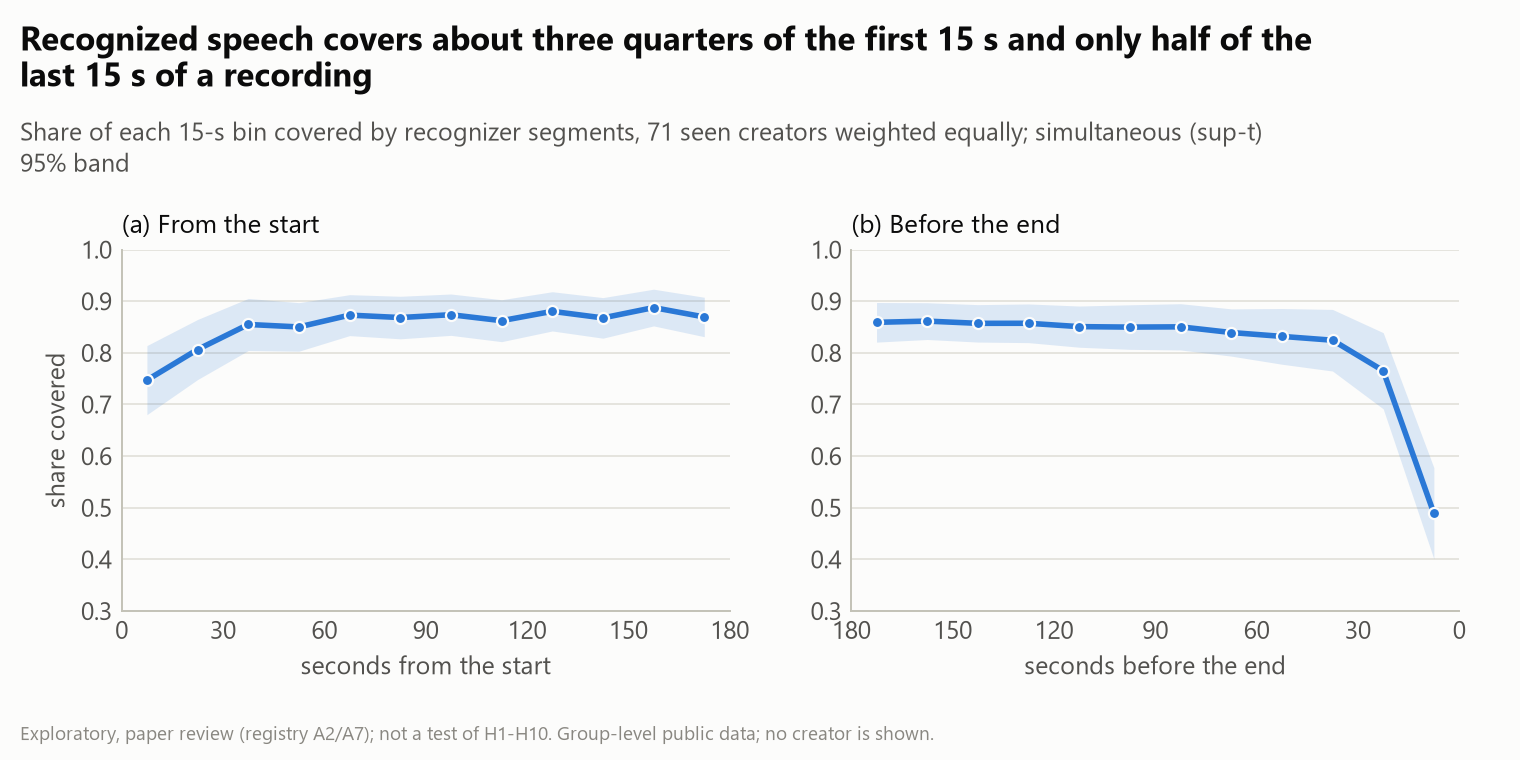 Recognized speech covers about three quarters of the first 15 s and only half of the
last 15 s of a recording
Share of each 15-s bin covered by recognizer segments, 71 seen creators weighted equally; simultaneous (sup-t)
95% band
(a) From the start
1.0
0.9
0.8
0.7
0.6
0.5
0.4
0.3
share covered
0 30 60 90 120 150 180
seconds from the start
(b) Before the end
1.0
0.9
0.8
0.7
0.6
0.5
0.4
0.3
180 150 120 90 60 30 0
seconds before the end
Exploratory, paper review (registry A2/A7); not a test of H1-H10. Group-level public data; no creator is shown.